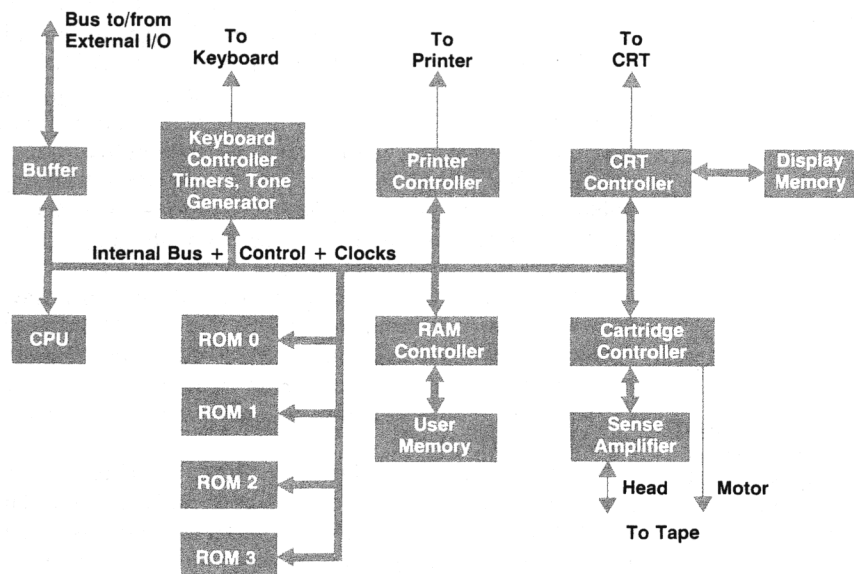 Bus to/from
External I/O
To
Keyboard
To
Printer
To
CRT
Buffer
Keyboard
Controller
Timers, Tone
Generator
Printer
Controller
CRT
Controller
Display
Memory
Internal Bus + Control + Clocks
CPU
ROM 0
ROM 1
ROM 2
ROM 3
RAM
Controller
User
Memory
Cartridge
Controller
Sense
Amplifier
Head
Motor
To Tape